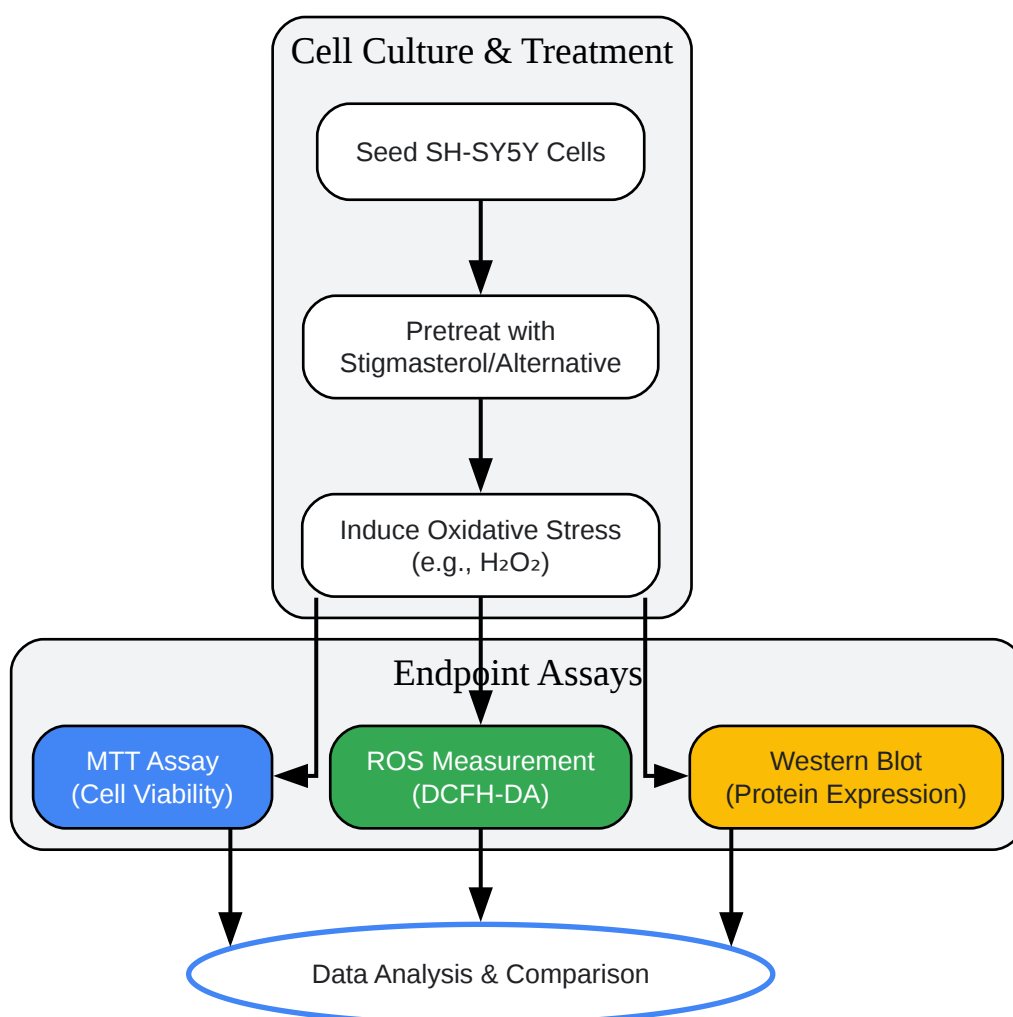 Cell Culture & Treatment
Seed SH-SY5Y Cells
Pretreat with
Stigmasterol/Alternative
Induce Oxidative Stress
(e.g., H₂O₂)
Endpoint Assays
MTT Assay
(Cell Viability)
ROS Measurement
(DCFH-DA)
Western Blot
(Protein Expression)
Data Analysis & Comparison